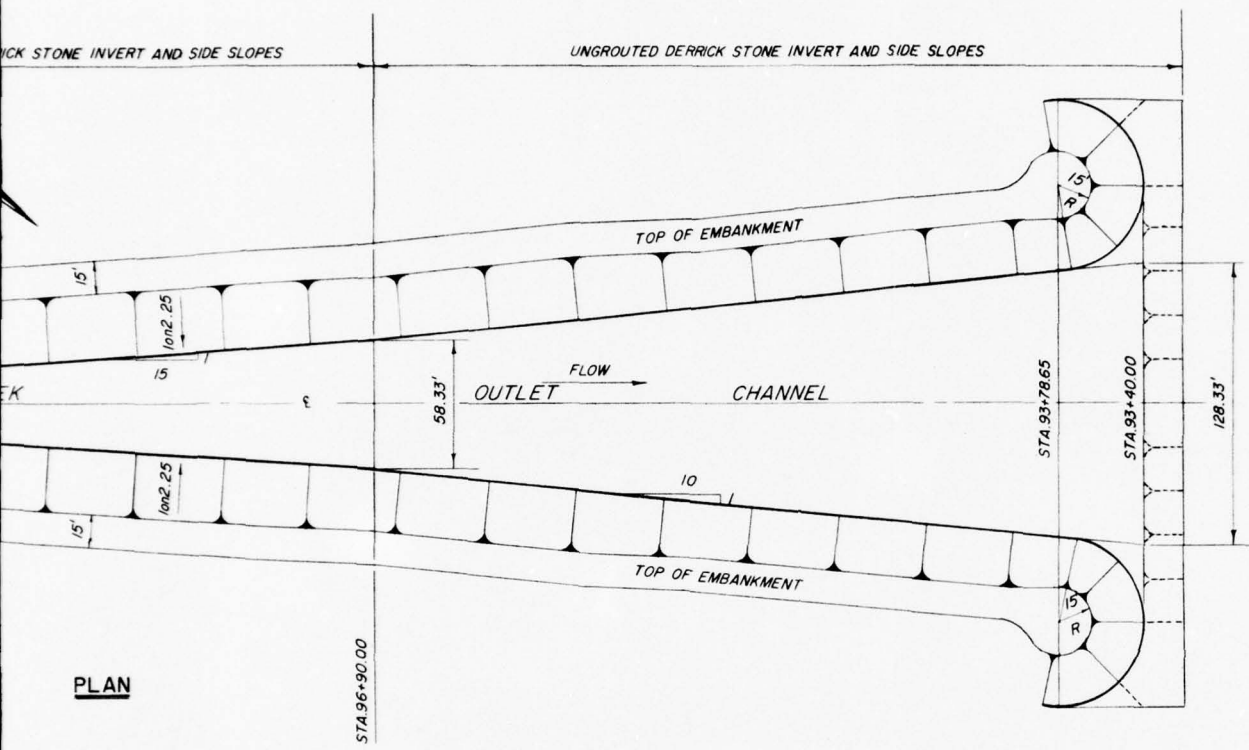 ICK STONE INVERT AND SIDE SLOPES
UNGROUTED DERRICK STONE INVERT AND SIDE SLOPES
15'
R
TOP OF EMBANKMENT
15'
1on2.25
15
1
FLOW
EK
℄
58.33'
OUTLET
CHANNEL
STA.93+78.65
STA.93+40.00
128.33'
1on2.25
10
1
15'
TOP OF EMBANKMENT
15'
R
STA.96+90.00
PLAN